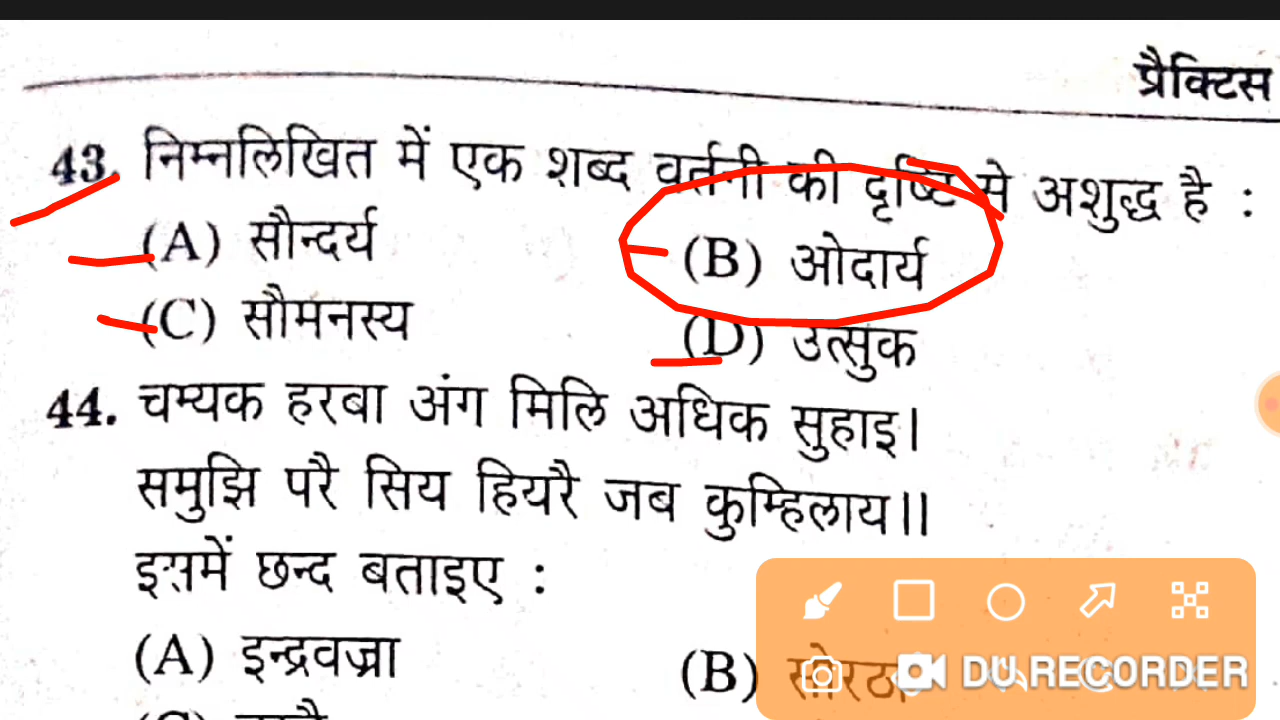 प्रैक्टिस
43. निम्नलिखित में एक शब्द वर्तनी की दृष्टि से अशुद्ध है :
(A) सौन्दर्य (B) ओदार्य
(C) सौमनस्य (D) उत्सुक
44. चम्यक हरबा अंग मिलि अधिक सुहाइ।
समुझि परै सिय हियरै जब कुम्हिलाय।।
इसमें छन्द बताइए :
(A) इन्द्रवज्रा (B) सोरठा
DU RECORDER